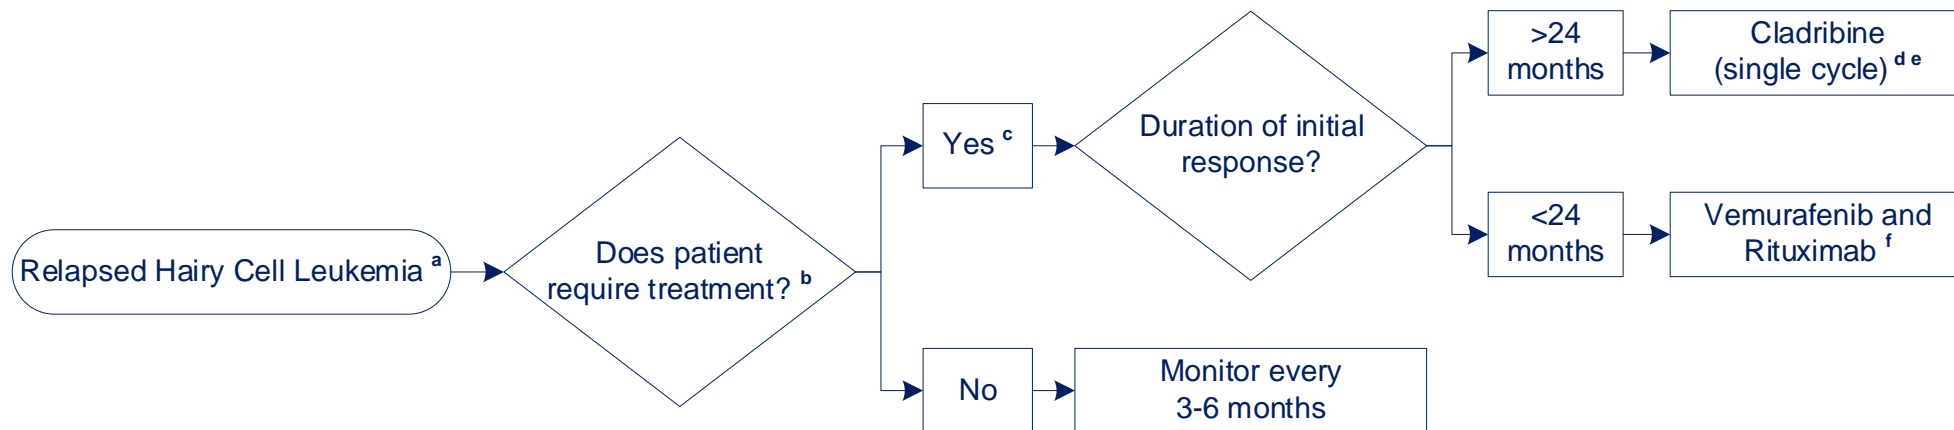 Relapsed Hairy Cell Leukemia a
Does patient
require treatment? b
Yes c
Duration of initial
response?
>24
months
Cladribine
(single cycle) d e
<24
months
Vemurafenib and
Rituximab f
No
Monitor every
3-6 months